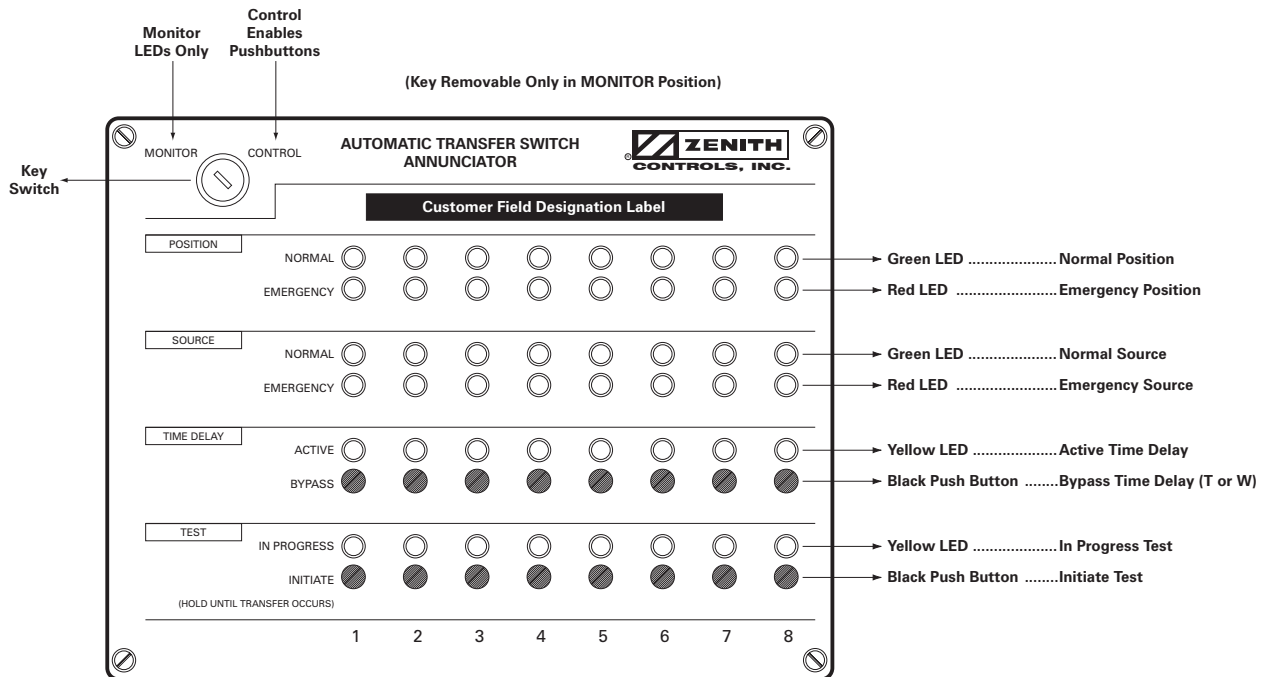 Monitor
LEDs Only
Control
Enables
Pushbuttons
(Key Removable Only in MONITOR Position)
Key
Switch
MONITOR
CONTROL
AUTOMATIC TRANSFER SWITCH
ANNUNCIATOR
® ZENITH
CONTROLS, INC.
Customer Field Designation Label
POSITION
NORMAL
Green LED .....................Normal Position
EMERGENCY
Red LED ........................Emergency Position
SOURCE
NORMAL
Green LED .....................Normal Source
EMERGENCY
Red LED ........................Emergency Source
TIME DELAY
ACTIVE
Yellow LED ....................Active Time Delay
BYPASS
Black Push Button ........Bypass Time Delay (T or W)
TEST
IN PROGRESS
Yellow LED ....................In Progress Test
INITIATE
Black Push Button ........Initiate Test
(HOLD UNTIL TRANSFER OCCURS)
1 2 3 4 5 6 7 8